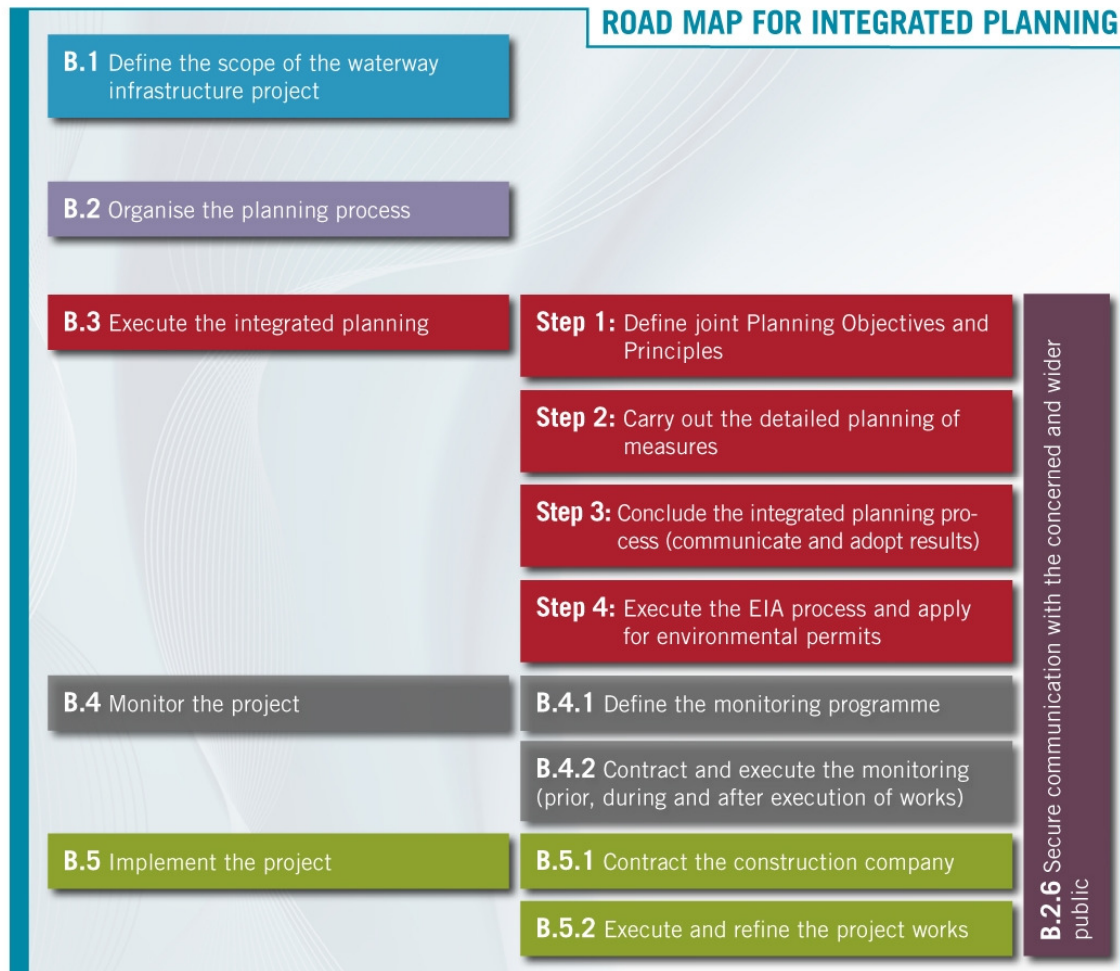 ROAD MAP FOR INTEGRATED PLANNING
B.1 Define the scope of the waterway
infrastructure project
B.2 Organise the planning process
B.3 Execute the integrated planning
Step 1: Define joint Planning Objectives and
Principles
Step 2: Carry out the detailed planning of
measures
Step 3: Conclude the integrated planning pro-
cess (communicate and adopt results)
Step 4: Execute the EIA process and apply
for environmental permits
B.4 Monitor the project
B.4.1 Define the monitoring programme
B.4.2 Contract and execute the monitoring
(prior, during and after execution of works)
B.5 Implement the project
B.5.1 Contract the construction company
B.5.2 Execute and refine the project works
B.2.6 Secure communication with the concerned and wider
public